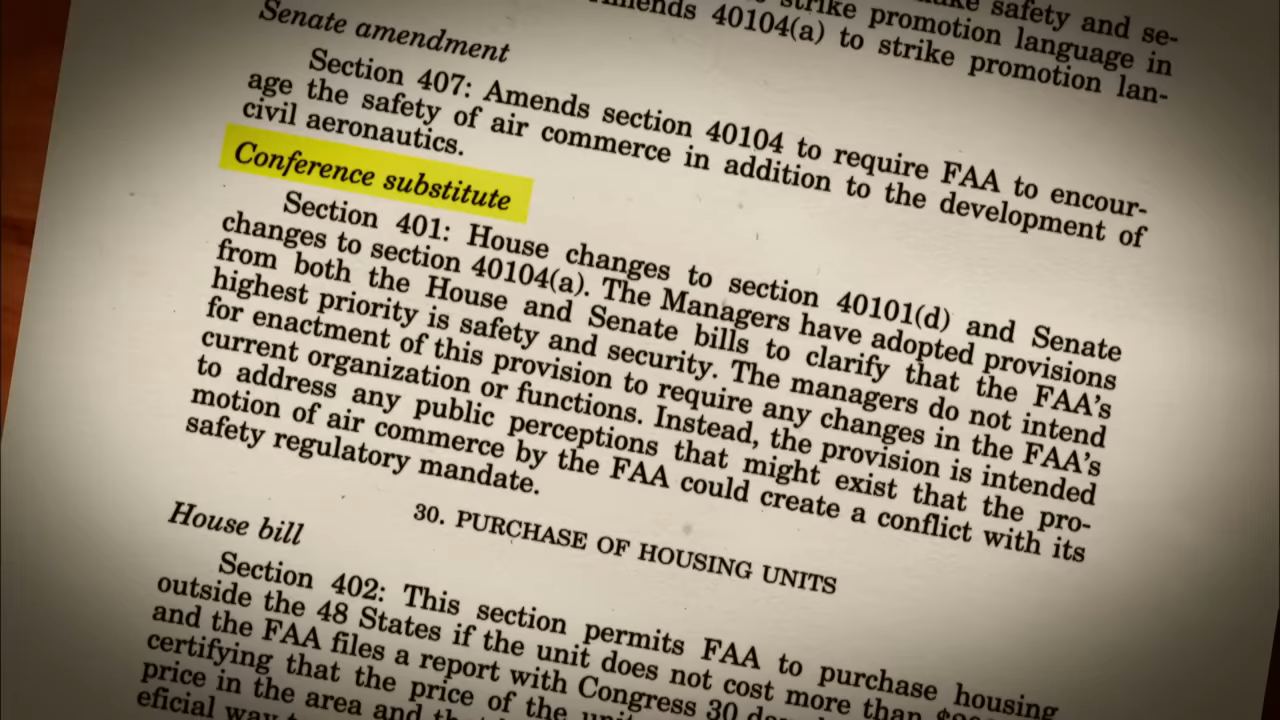 safety and se-
strike promotion language in
40104(a) to strike promotion lan-
Senate amendment
Section 407: Amends section 40104 to require FAA to encour-
age the safety of air commerce in addition to the development of
civil aeronautics.
Conference substitute
Section 401: House changes to section 40101(d) and Senate
changes to section 40104(a). The Managers have adopted provisions
from both the House and Senate bills to clarify that the FAA's
highest priority is safety and security. The managers do not intend
for enactment of this provision to require any changes in the FAA's
current organization or functions. Instead, the provision is intended
to address any public perceptions that might exist that the pro-
motion of air commerce by the FAA could create a conflict with its
safety regulatory mandate.
30. PURCHASE OF HOUSING UNITS
House bill
Section 402: This section permits FAA to purchase housing
outside the 48 States if the unit does not cost more than
and the FAA files a report with Congress 30
certifying that the price of the
price in the area and
eficial